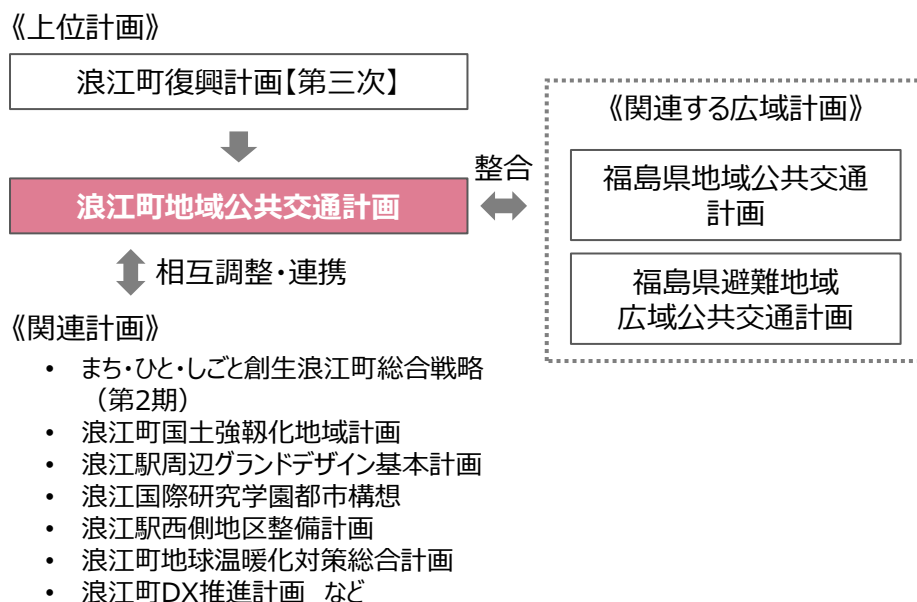 《上位計画》
浪江町復興計画【第三次】
浪江町地域公共交通計画
整合
《関連する広域計画》
福島県地域公共交通
計画
福島県避難地域
広域公共交通計画
相互調整・連携
《関連計画》
• まち・ひと・しごと創生浪江町総合戦略
（第2期）
• 浪江町国土強靱化地域計画
• 浪江駅周辺グランドデザイン基本計画
• 浪江国際研究学園都市構想
• 浪江駅西側地区整備計画
• 浪江町地球温暖化対策総合計画
• 浪江町DX推進計画 など